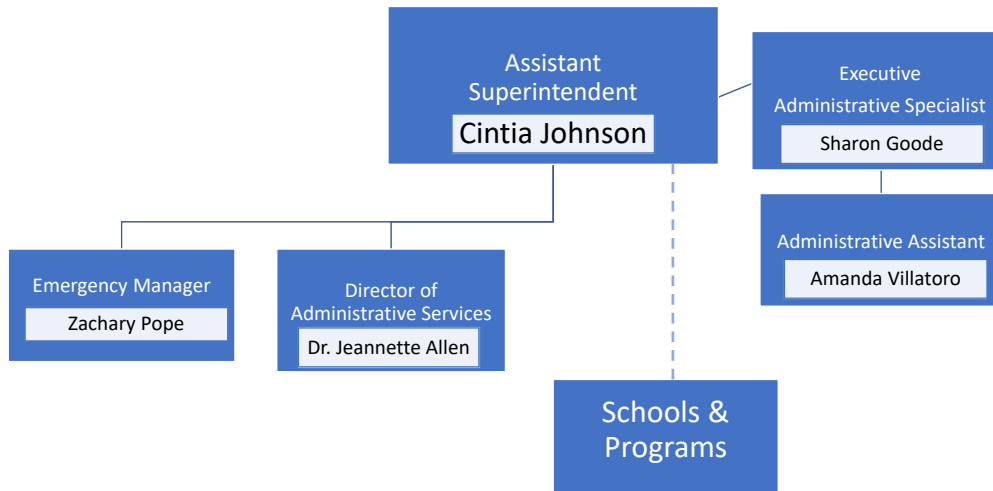 Assistant
Superintendent
Cintia Johnson
Executive
Administrative Specialist
Sharon Goode
Administrative Assistant
Amanda Villatoro
Emergency Manager
Zachary Pope
Director of
Administrative Services
Dr. Jeannette Allen
Schools &
Programs